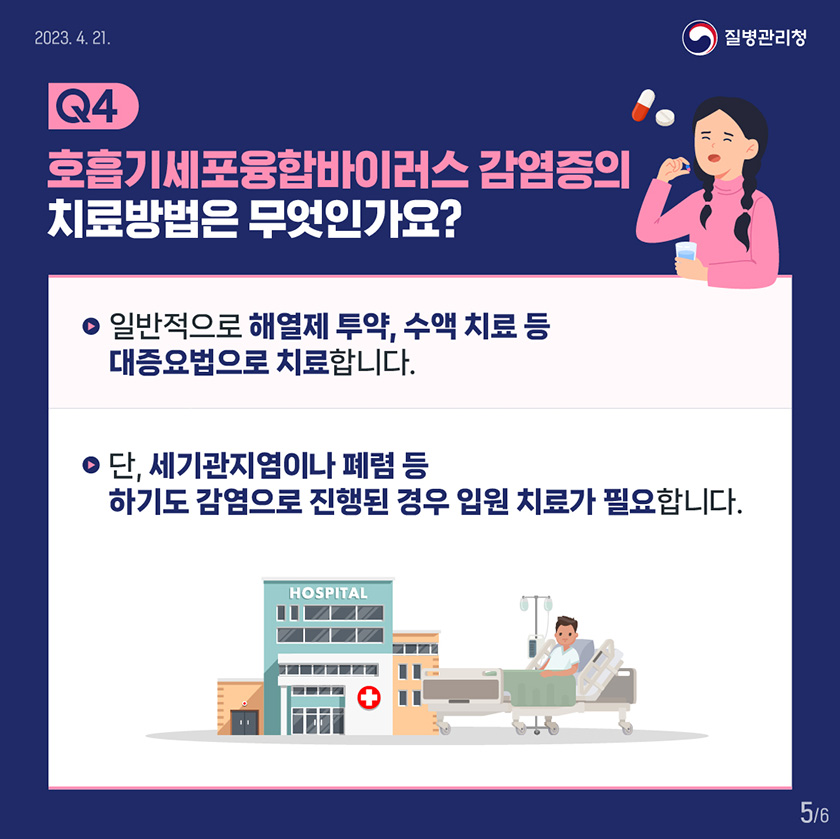 2023. 4. 21.
질병관리청
Q4
호흡기세포융합바이러스 감염증의
치료방법은 무엇인가요?
일반적으로 해열제 투약, 수액 치료 등
대증요법으로 치료합니다.
단, 세기관지염이나 폐렴 등
하기도 감염으로 진행된 경우 입원 치료가 필요합니다.
HOSPITAL
5/6